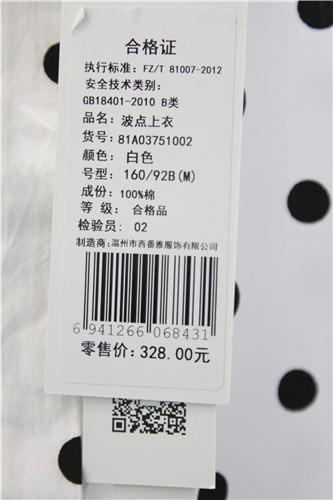 合格证
执行标准: FZ/T 81007-2012
安全技术类别:
GB18401-2010 B类
品名: 波点上衣
货号: 81A03751002
颜色: 白色
号型: 160/92B(M)
成份: 100%棉
等 级: 合格品
检验员: 02
制造商: 温州市西番雅服饰有限公司
6 941266 068431
零售价: 328.00元